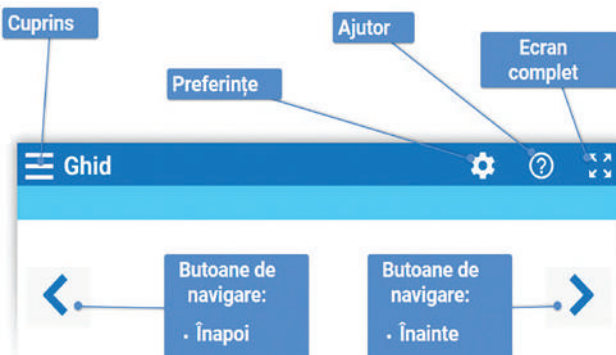 Cuprins
Ajutor
Ecran
complet
Preferințe
Ghid
Butoane de
navigare:
· Înapoi
Butoane de
navigare:
· Înainte